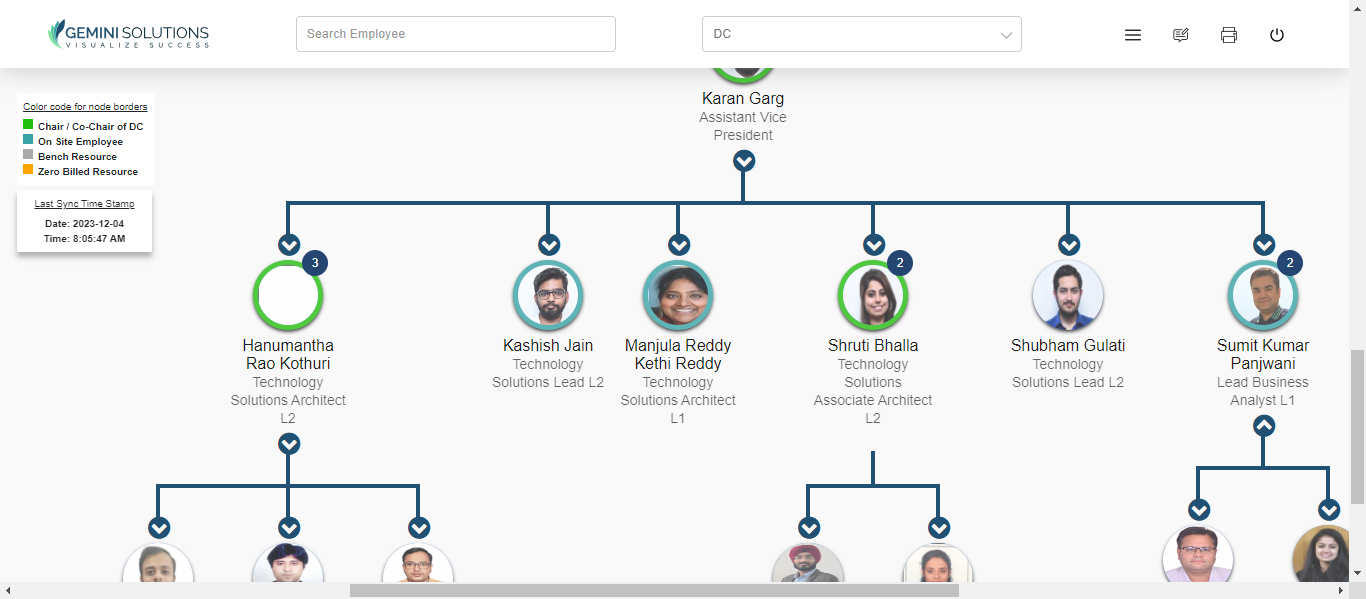 GEMINI SOLUTIONS
VISUALIZE SUCCESS
Search Employee
DC
Color code for node borders
Chair / Co-Chair of DC
On Site Employee
Bench Resource
Zero Billed Resource
Last Sync Time Stamp
Date: 2023-12-04
Time: 8:05:47 AM
Karan Garg
Assistant Vice
President
3
Hanumantha
Rao Kothuri
Technology
Solutions Architect
L2
Kashish Jain
Technology
Solutions Lead L2
Manjula Reddy
Kethi Reddy
Technology
Solutions Architect
L1
2
Shruti Bhalla
Technology
Solutions
Associate Architect
L2
Shubham Gulati
Technology
Solutions Lead L2
2
Sumit Kumar
Panjwani
Lead Business
Analyst L1